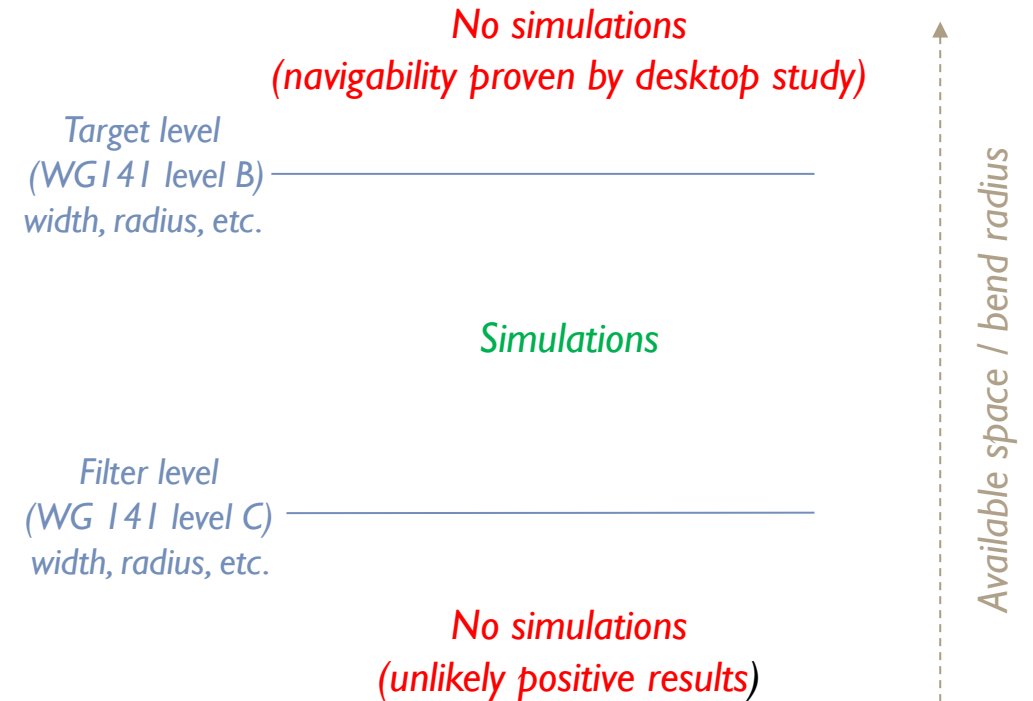 No simulations
(navigability proven by desktop study)
Target level
(WG141 level B)
width, radius, etc.
Simulations
Filter level
(WG 141 level C)
width, radius, etc.
No simulations
(unlikely positive results)
Available space / bend radius